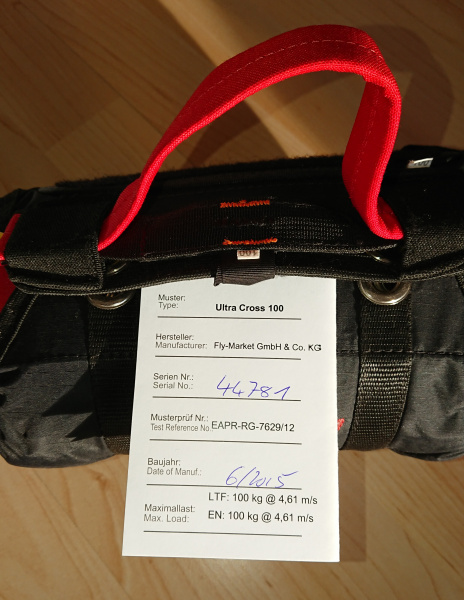 001
Muster:
Type: Ultra Cross 100
Hersteller:
Manufacturer: Fly-Market GmbH & Co. KG
Serien Nr.:
Serial No.: 44781
Musterprüf Nr.:
Test Reference No EAPR-RG-7629/12
Baujahr:
Date of Manuf.: 6/2015
LTF: 100 kg @ 4,61 m/s
Maximallast:
Max. Load: EN: 100 kg @ 4,61 m/s